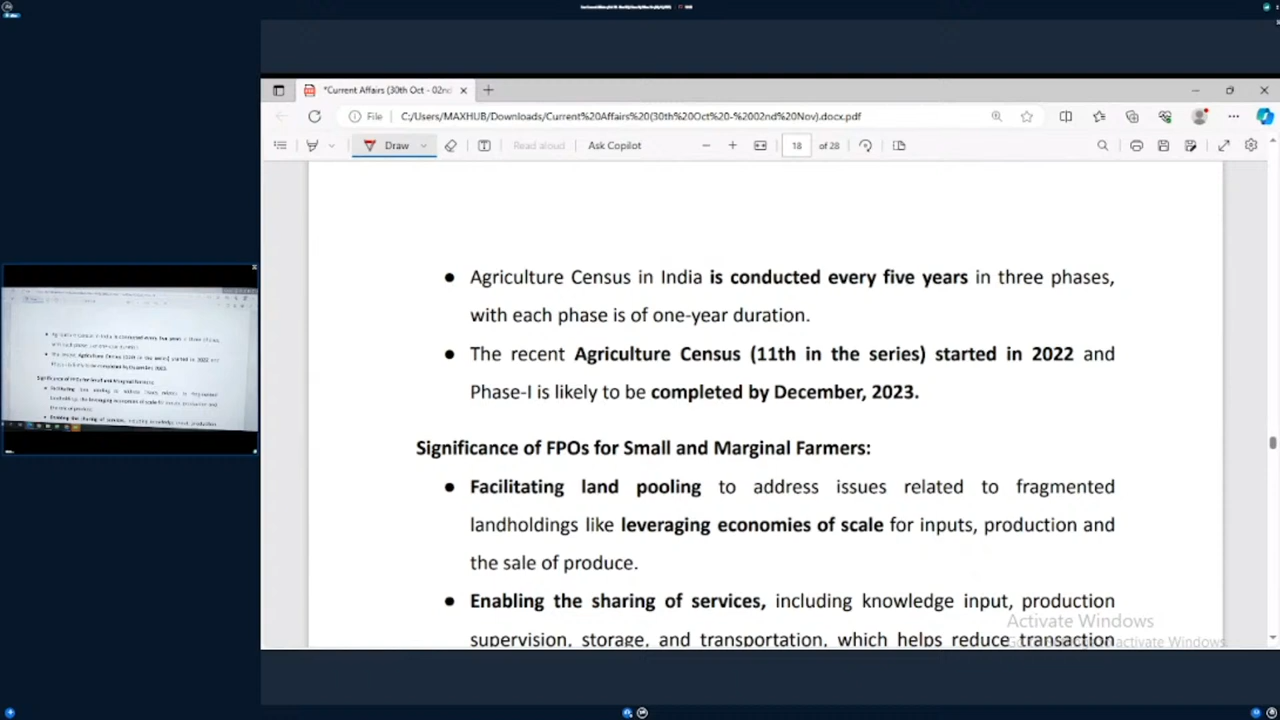 *Current Affairs (30th Oct - 02nd
File
C:/Users/MAXHUB/Downloads/Current%20Affairs%20(30th%20Oct%20-%2002nd%20Nov).docx.pdf
Draw
Read aloud
Ask Copilot
18 of 28
● Agriculture Census in India is conducted every five years in three phases,
with each phase is of one-year duration.
● The recent Agriculture Census (11th in the series) started in 2022 and
Phase-I is likely to be completed by December, 2023.
Significance of FPOs for Small and Marginal Farmers:
● Facilitating land pooling to address issues related to fragmented
landholdings like leveraging economies of scale for inputs, production and
the sale of produce.
● Enabling the sharing of services, including knowledge input, production
supervision, storage, and transportation, which helps reduce transaction
Activate Windows
activate Windows